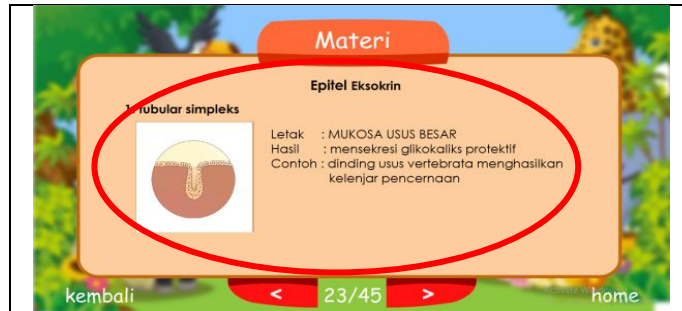 Materi
Epitel Eksokrin
1. Tubular simpleks
Letak : MUKOSA USUS BESAR
Hasil : mensekresi glikokaliks protektif
Contoh : dinding usus vertebrata menghasilkan
kelenjar pencernaan
kembali
< 23/45 >
home